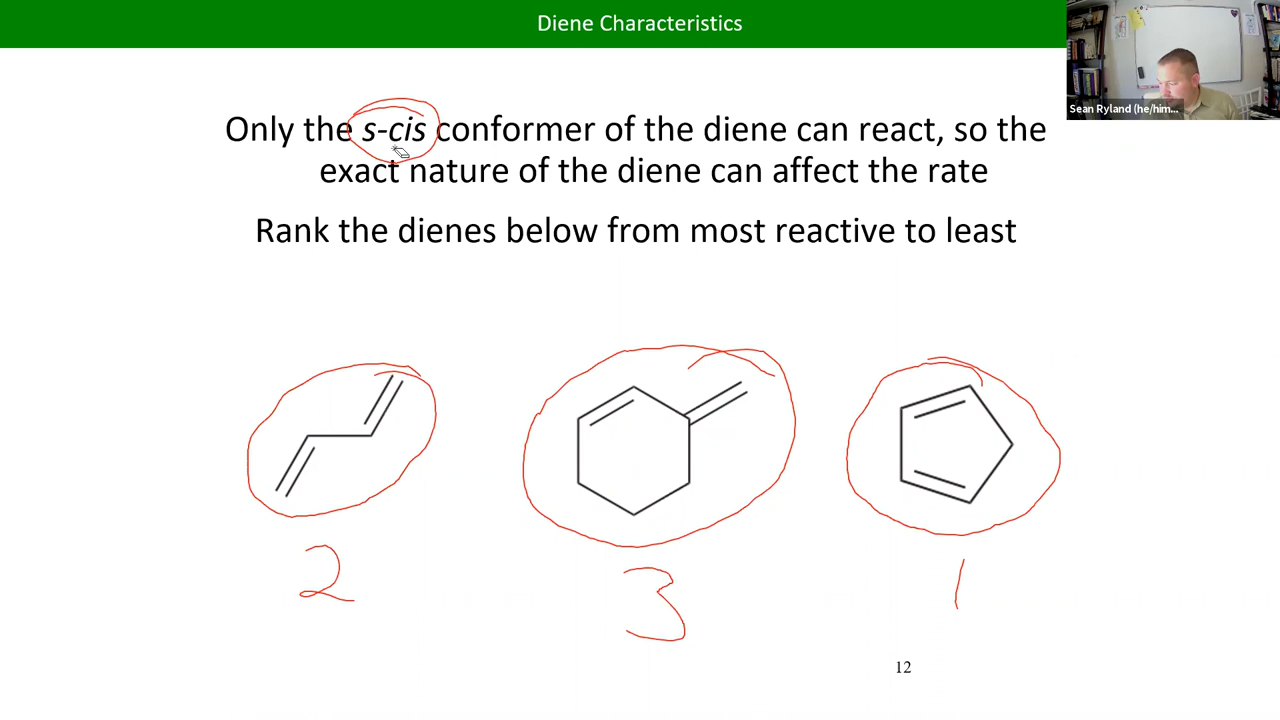 Diene Characteristics
Sean Ryland (he/him...
Only the s-cis conformer of the diene can react, so the
exact nature of the diene can affect the rate
Rank the dienes below from most reactive to least
2
3
1
12